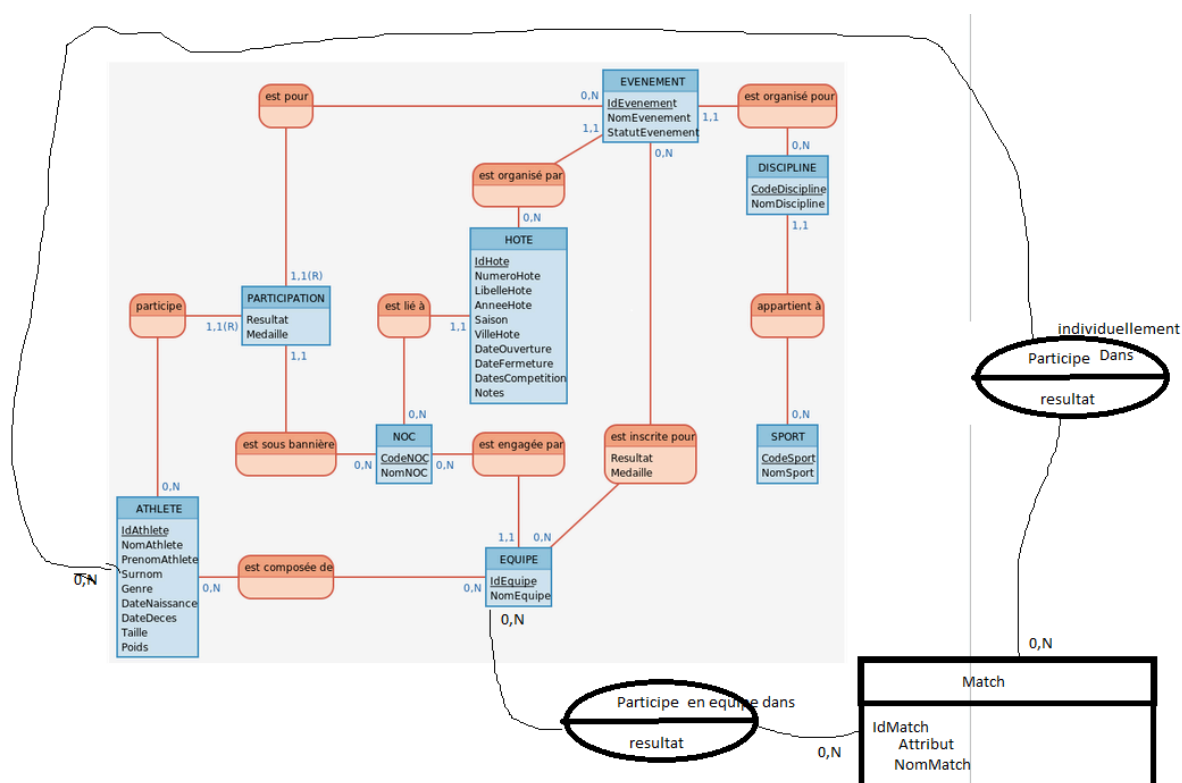 EVENEMENT
IdEvenement
NomEvenement
StatutEvenement
est pour
0,N
1,1
0,N
1,1
est organisé pour
0,N
DISCIPLINE
CodeDiscipline
NomDiscipline
1,1
est organisé par
0,N
HOTE
IdHote
NumeroHote
LibelleHote
AnneeHote
Saison
VilleHote
DateOuverture
DateFermeture
DatesCompetition
Notes
1,1(R)
PARTICIPATION
Resultat
Medaille
1,1
participe
1,1(R)
est lié à
1,1
appartient à
individuellement
Participe Dans
resultat
0,N
0,N
est sous bannière
0,N
NOC
CodeNOC
NomNOC
0,N
est engagée par
est inscrite pour
Resultat
Medaille
SPORT
CodeSport
NomSport
0,N
ATHLETE
IdAthlete
NomAthlete
PrenomAthlete
Surnom
Genre
DateNaissance
DateDeces
Taille
Poids
0,N
0,N
est composée de
0,N
1,1
0,N
EQUIPE
IdEquipe
NomEquipe
0,N
0,N
Match
IdMatch
Attribut
NomMatch
Participe en equipe dans
resultat
0,N